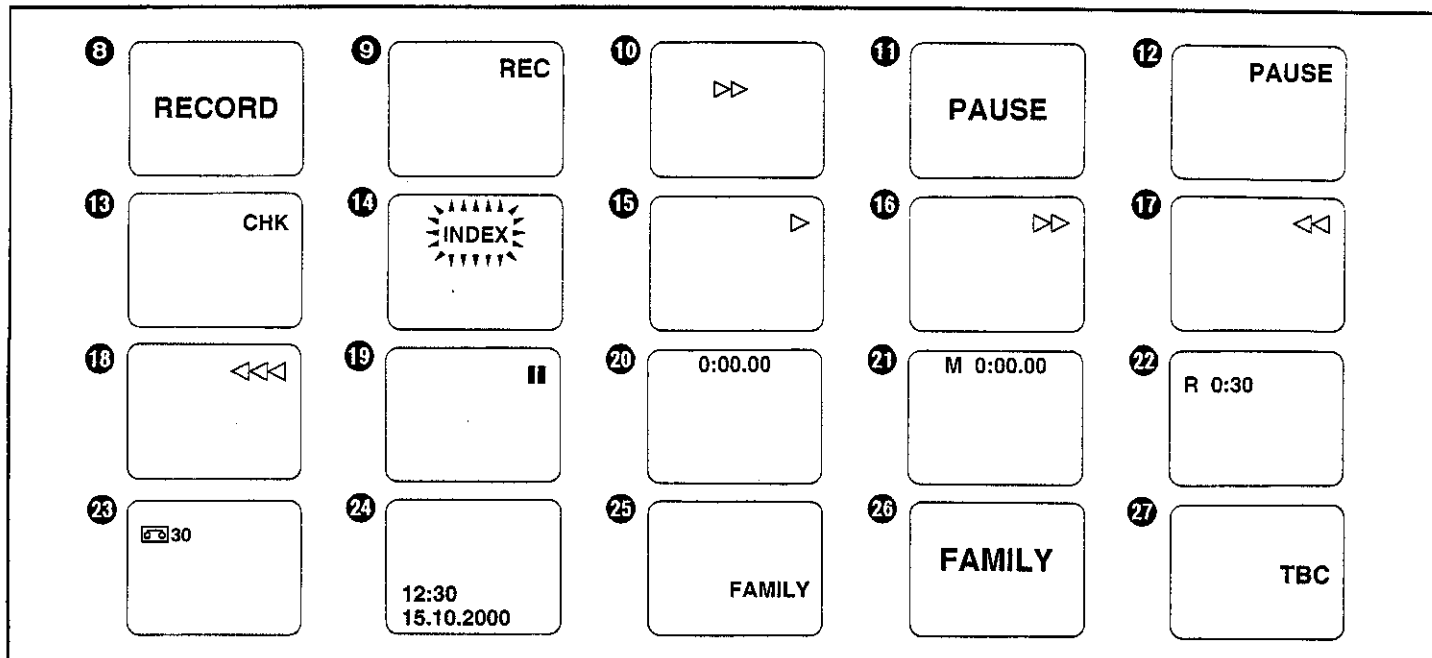 8 RECORD
9 REC
10 ▷▷
11 PAUSE
12 PAUSE
13 CHK
14 INDEX
15 ▷
16 ▷▷
17 ◁◁
18 ◁◁◁
19 ▮▮
20 0:00.00
21 M 0:00.00
22 R 0:30
23 30
24 12:30
15.10.2000
25 FAMILY
26 FAMILY
27 TBC